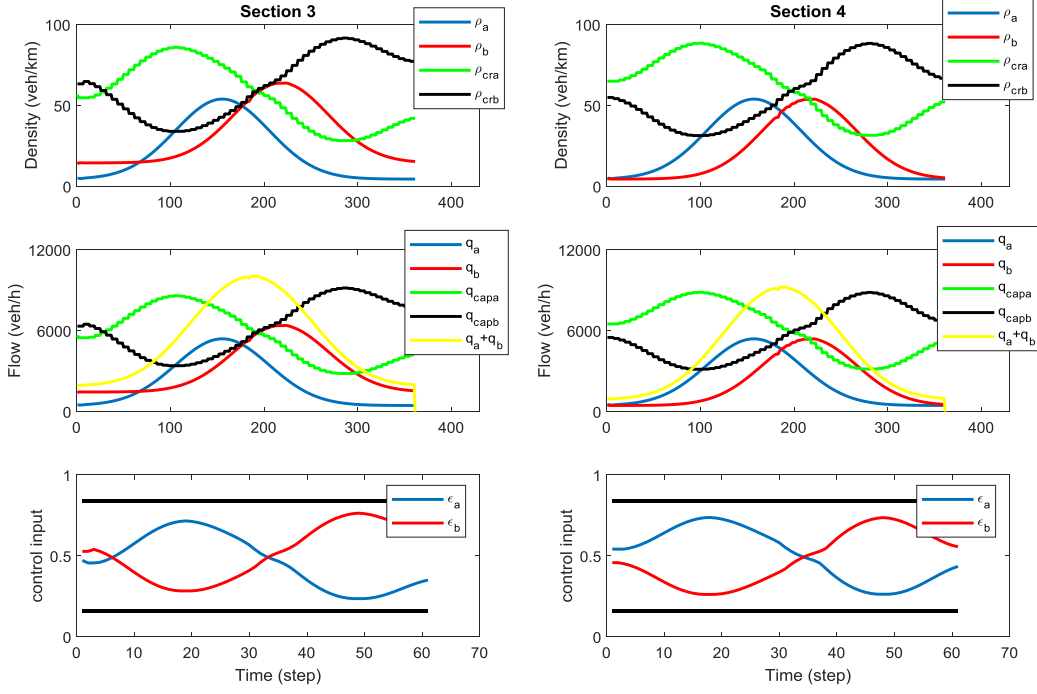 Section 3
Density (veh/km)
100
50
0
0 100 200 300 400
ρa
ρb
ρcra
ρcrb
Section 4
Density (veh/km)
100
50
0
0 100 200 300 400
ρa
ρb
ρcra
ρcrb
Flow (veh/h)
12000
6000
0
0 100 200 300 400
qa
qb
qcapa
qcapb
qa+qb
Flow (veh/h)
12000
6000
0
0 100 200 300 400
qa
qb
qcapa
qcapb
qa+qb
control input
1
0.5
0
0 10 20 30 40 50 60 70
Time (step)
ϵa
ϵb
control input
1
0.5
0
0 10 20 30 40 50 60 70
Time (step)
ϵa
ϵb